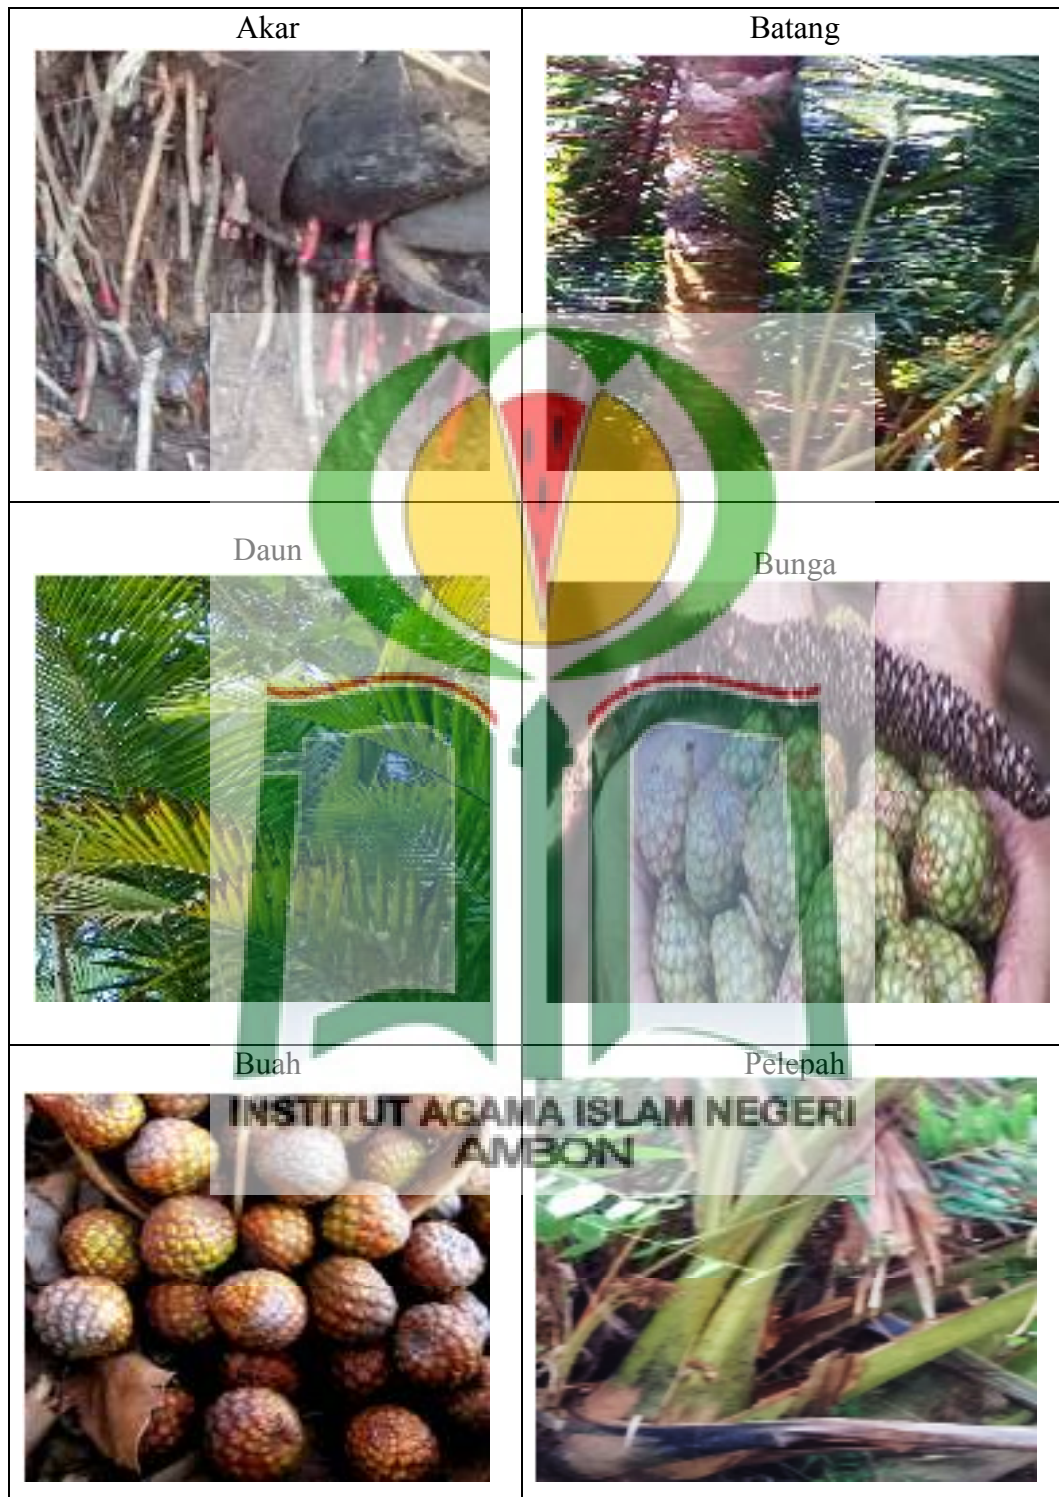 Akar
Batang
Daun
Bunga
Buah
Pelepah
INSTITUT AGAMA ISLAM NEGERI
AMBON